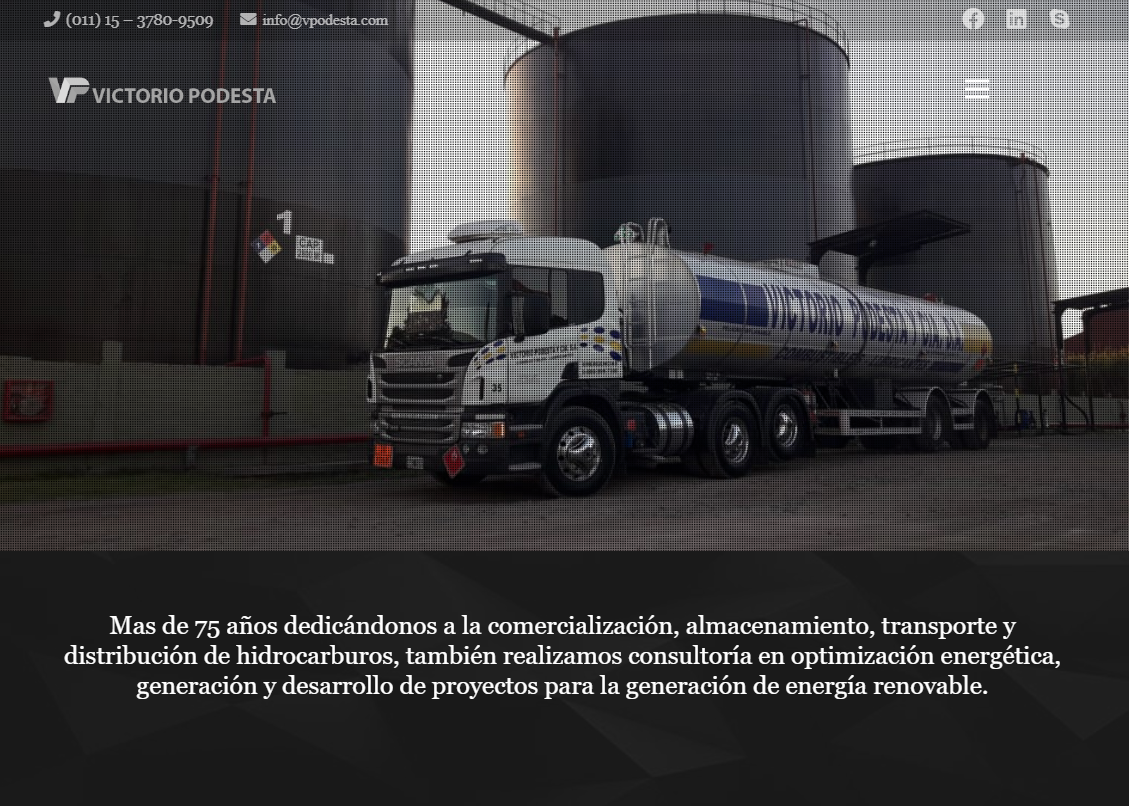 (011) 15 – 3780-9509 info@vpodesta.com
VP VICTORIO PODESTA
1
CAP
VICTORIO PODESTA Y CIA. S.A.
35
Mas de 75 años dedicándonos a la comercialización, almacenamiento, transporte y
distribución de hidrocarburos, también realizamos consultoría en optimización energética,
generación y desarrollo de proyectos para la generación de energía renovable.